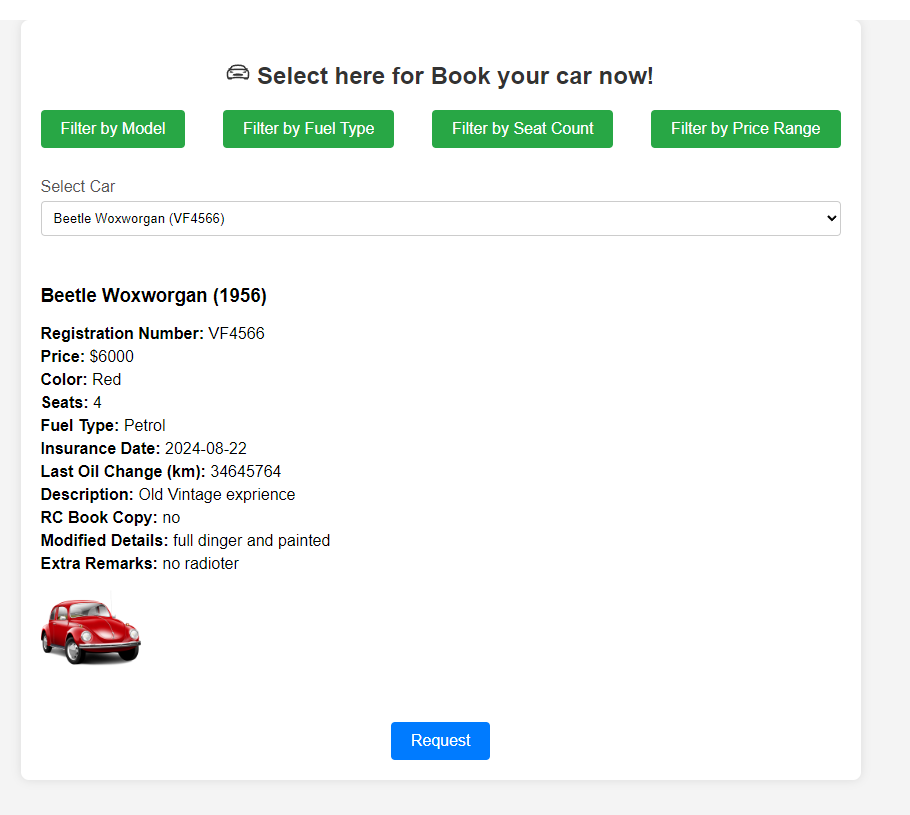 Select here for Book your car now!
Filter by Model Filter by Fuel Type Filter by Seat Count Filter by Price Range
Select Car
Beetle Woxworgan (VF4566)
Beetle Woxworgan (1956)
Registration Number: VF4566
Price: $6000
Color: Red
Seats: 4
Fuel Type: Petrol
Insurance Date: 2024-08-22
Last Oil Change (km): 34645764
Description: Old Vintage exprience
RC Book Copy: no
Modified Details: full dinger and painted
Extra Remarks: no radioter
Request